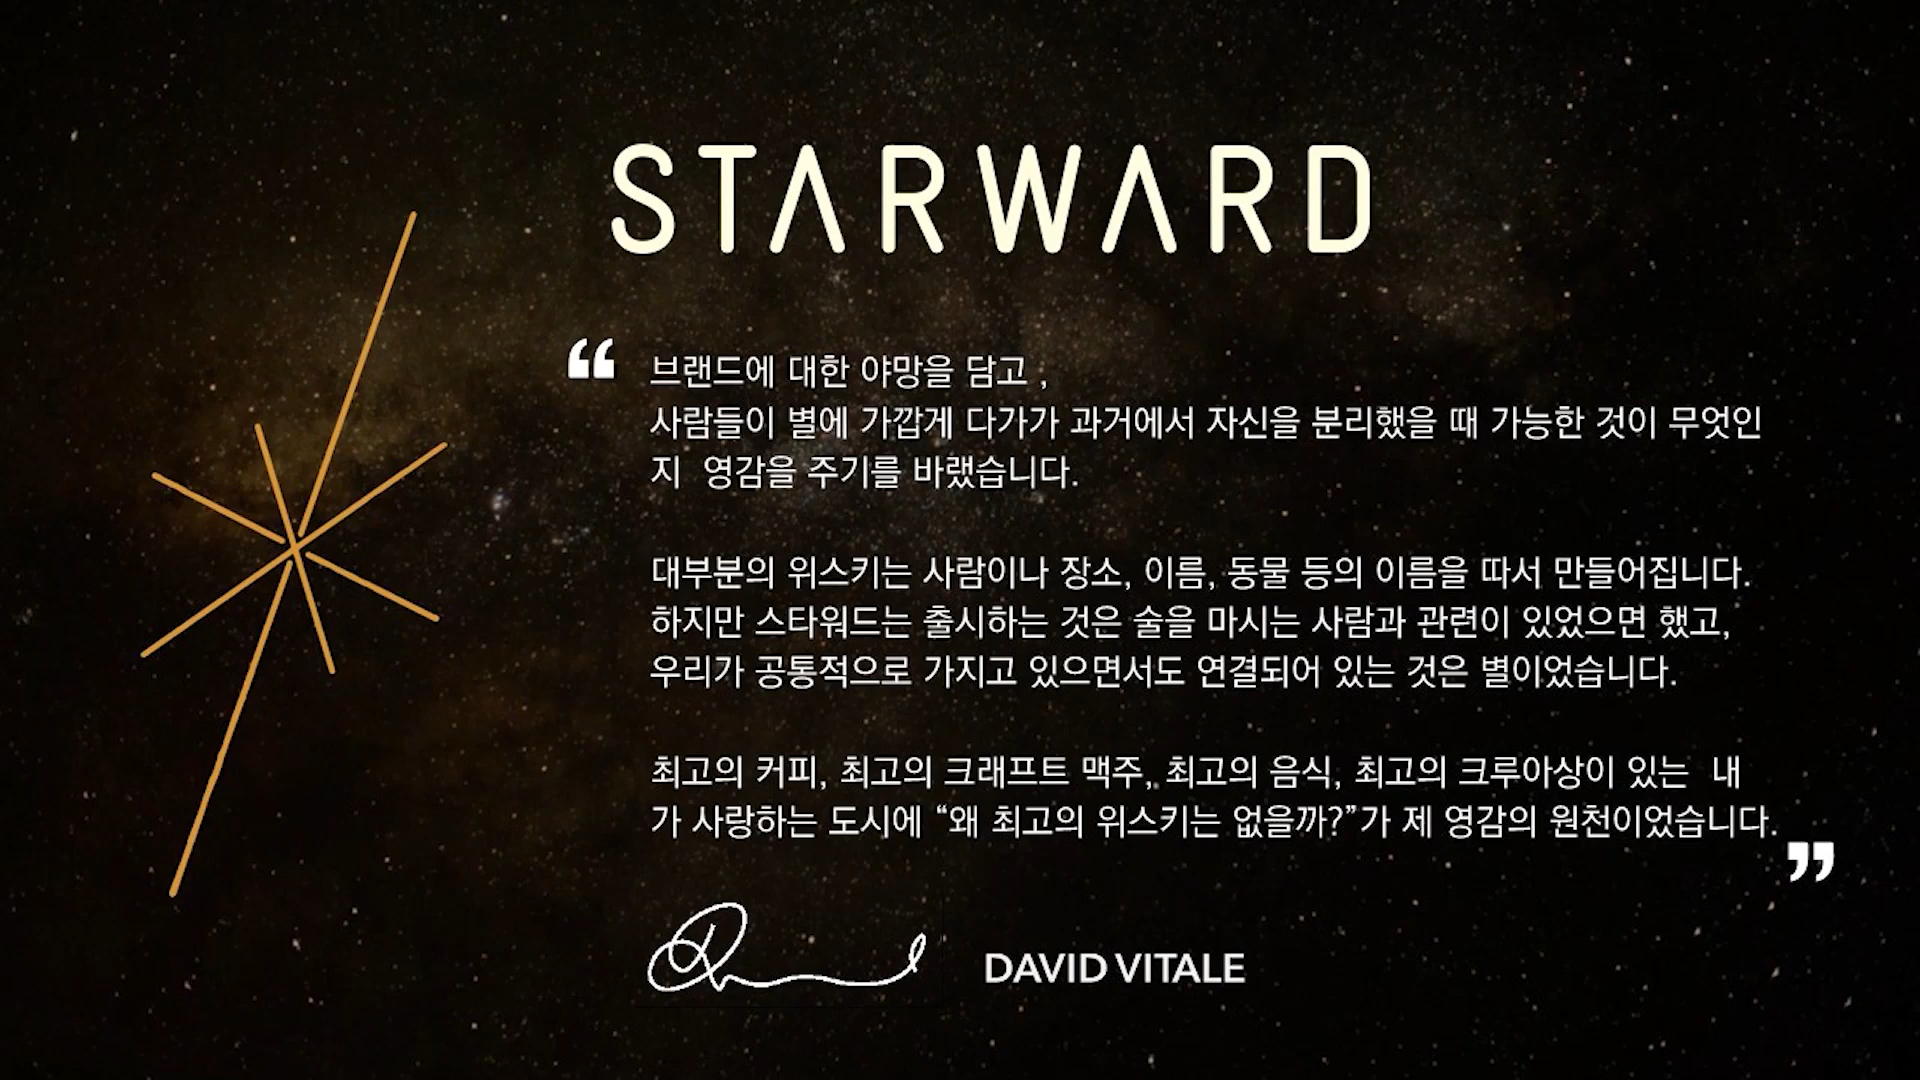 STARWARD
“ 브랜드에 대한 야망을 담고 ,
사람들이 별에 가깝게 다가가 과거에서 자신을 분리했을 때 가능한 것이 무엇인
지 영감을 주기를 바랬습니다.
대부분의 위스키는 사람이나 장소, 이름, 동물 등의 이름을 따서 만들어집니다.
하지만 스타워드는 출시하는 것은 술을 마시는 사람과 관련이 있었으면 했고,
우리가 공통적으로 가지고 있으면서도 연결되어 있는 것은 별이었습니다.
최고의 커피, 최고의 크래프트 맥주, 최고의 음식, 최고의 크루아상이 있는 내
가 사랑하는 도시에 “왜 최고의 위스키는 없을까?”가 제 영감의 원천이었습니다. ”
DAVID VITALE